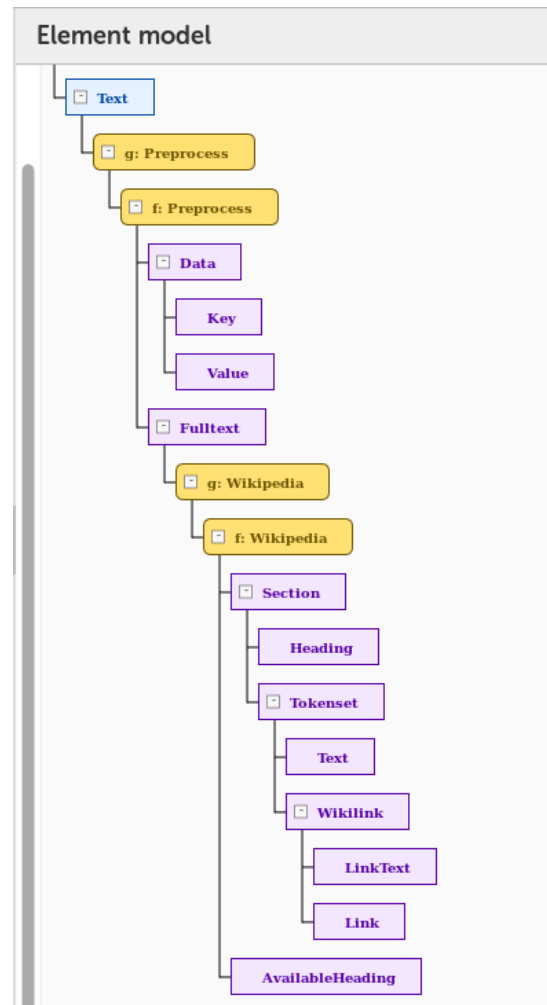 Element model
Text
g: Preprocess
f: Preprocess
Data
Key
Value
Fulltext
g: Wikipedia
f: Wikipedia
Section
Heading
Tokenset
Text
Wikilink
LinkText
Link
AvailableHeading